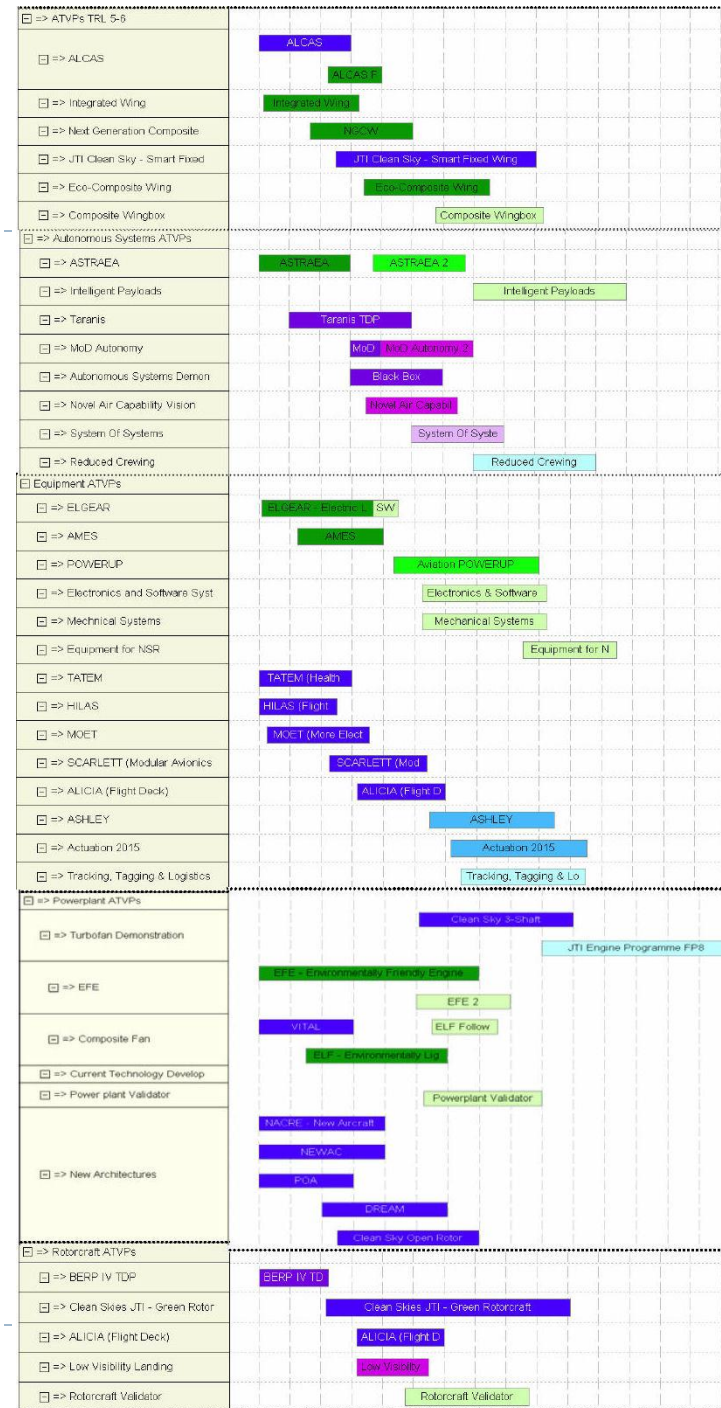 => ATVPs TRL 5-6
=> ALCAS
ALCAS
ALCAS F
=> Integrated Wing
Integrated Wing
=> Next Generation Composite
NGCW
=> JTI Clean Sky - Smart Fixed
JTI Clean Sky - Smart Fixed Wing
=> Eco-Composite Wing
Eco-Composite Wing
=> Composite Wingbox
Composite Wingbox
=> Autonomous Systems ATVPs
=> ASTRAEA
ASTRAEA
ASTRAEA 2
=> Intelligent Payloads
Intelligent Payloads
=> Taranis
Taranis TDP
=> MoD Autonomy
MoD
MoD Autonomy 2
=> Autonomous Systems Demon
Black Box
=> Novel Air Capability Vision
Novel Air Capabil
=> System Of Systems
System Of Syste
=> Reduced Crewing
Reduced Crewing
Equipment ATVPs
=> ELGEAR
ELGEAR - Electric L
SW
=> AMES
AMES
=> POWERUP
Aviation POWERUP
=> Electronics and Software Syst
Electronics & Software
=> Mechnical Systems
Mechanical Systems
=> Equipment for NSR
Equipment for N
=> TATEM
TATEM (Health
=> HILAS
HILAS (Flight
=> MOET
MOET (More Elect
=> SCARLETT (Modular Avionics
SCARLETT (Mod
=> ALICIA (Flight Deck)
ALICIA (Flight D
=> ASHLEY
ASHLEY
=> Actuation 2015
Actuation 2015
=> Tracking, Tagging & Logistics
Tracking, Tagging & Lo
=> Powerplant ATVPs
=> Turbofan Demonstration
Clean Sky 3-Shaft
JTI Engine Programme FP8
=> EFE
EFE - Environmentally Friendly Engine
EFE 2
=> Composite Fan
VITAL
ELF Follow
ELF - Environmentally Lig
=> Current Technology Develop
=> Power plant Validator
Powerplant Validator
=> New Architectures
NACRE - New Aircraft
NEWAC
POA
DREAM
Clean Sky Open Rotor
=> Rotorcraft ATVPs
=> BERP IV TDP
BERP IV TD
=> Clean Skies JTI - Green Rotor
Clean Skies JTI - Green Rotorcraft
=> ALICIA (Flight Deck)
ALICIA (Flight D
=> Low Visibility Landing
Low Visibility
=> Rotorcraft Validator
Rotorcraft Validator